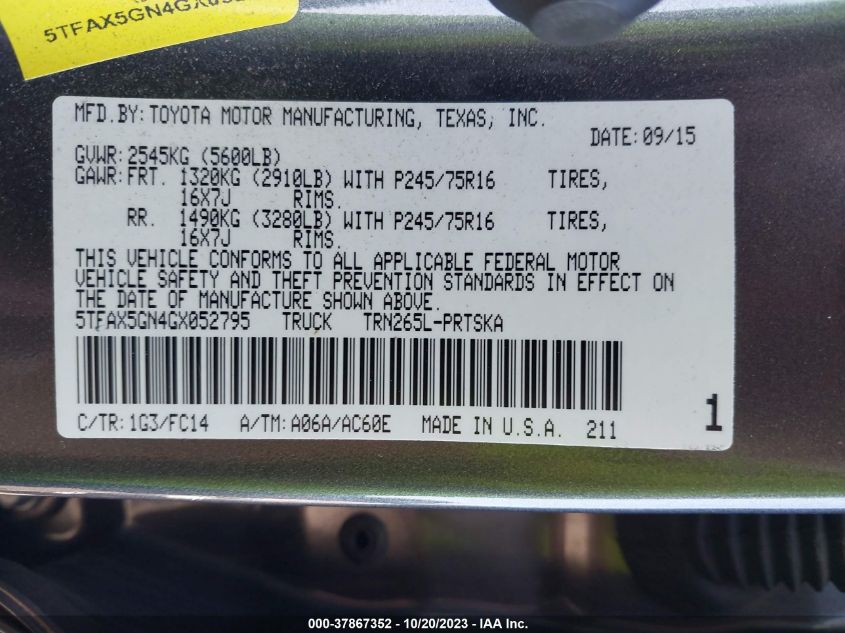 5TFAX5GN4GX052
MFD.BY: TOYOTA MOTOR MANUFACTURING, TEXAS, INC.
DATE: 09/15
GVWR: 2545KG (5600LB)
GAWR: FRT. 1320KG (2910LB) WITH P245/75R16 TIRES,
16X7J RIMS.
RR. 1490KG (3280LB) WITH P245/75R16 TIRES,
16X7J RIMS.
THIS VEHICLE CONFORMS TO ALL APPLICABLE FEDERAL MOTOR
VEHICLE SAFETY AND THEFT PREVENTION STANDARDS IN EFFECT ON
THE DATE OF MANUFACTURE SHOWN ABOVE.
5TFAX5GN4GX052795 TRUCK TRN265L-PRTSKA
C/TR: 1G3/FC14 A/TM: A06A/AC60E MADE IN U.S.A. 211
1
000-37867352 - 10/20/2023 - IAA Inc.